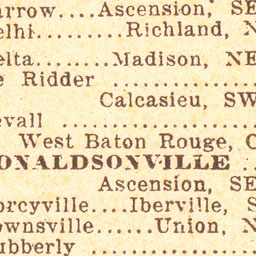 arrow....Ascension, SE
elhi..........Richland, N
elta........Madison, NE
e Ridder ..............
Calcasieu, SW
evall ...................
West Baton Rouge, C
ONALDSONVILLE ..
Ascension, SE
orcyville....Iberville, S
ownsville......Union, N
ubberly ................